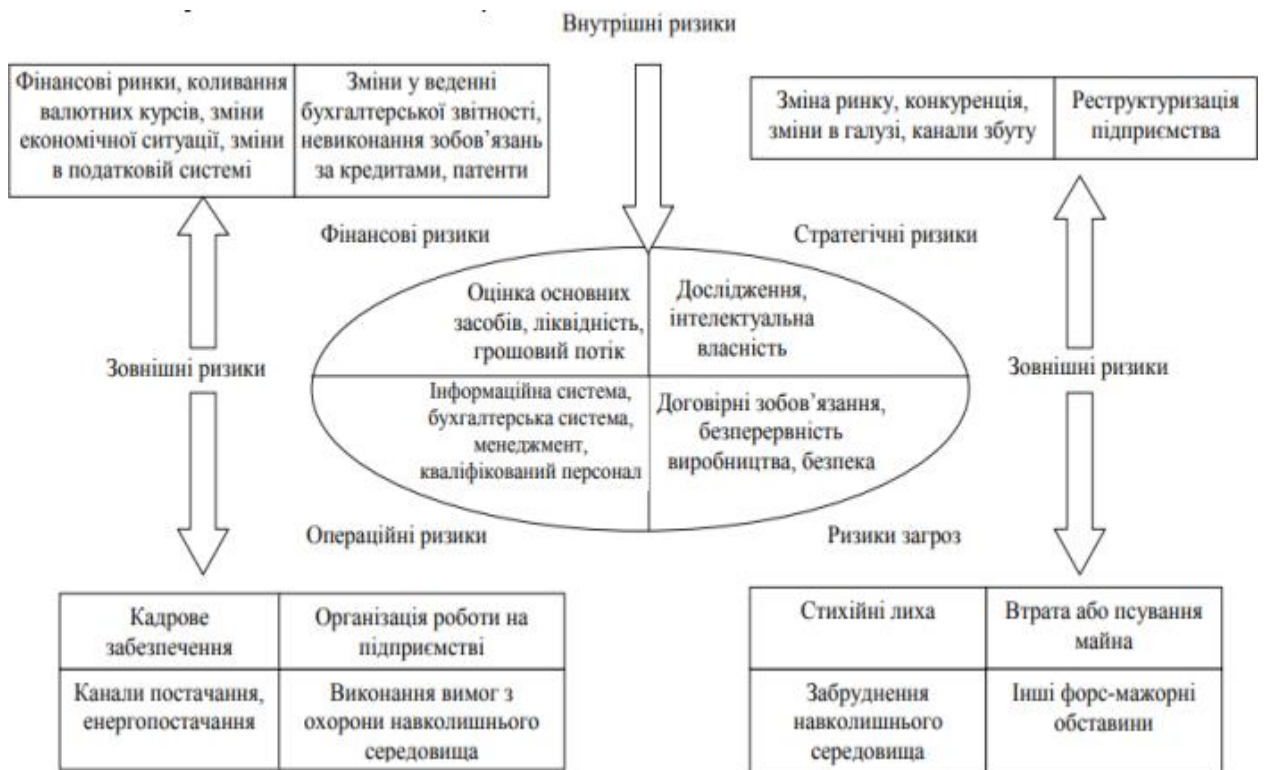 Внутрішні ризики
Фінансові ринки, коливання
валютних курсів, зміни
економічної ситуації, зміни
в податковій системі
Зміни у веденні
бухгалтерської звітності,
невиконання зобов’язань
за кредитами, патенти
Зміна ринку, конкуренція,
зміни в галузі, канали збуту
Реструктуризація
підприємства
Фінансові ризики
Стратегічні ризики
Оцінка основних
засобів, ліквідність,
грошовий потік
Дослідження,
інтелектуальна
власність
Зовнішні ризики
Зовнішні ризики
Інформаційна система,
бухгалтерська система,
менеджмент,
кваліфікований персонал
Договірні зобов’язання,
безперервність
виробництва, безпека
Операційні ризики
Ризики загроз
Кадрове
забезпечення
Організація роботи на
підприємстві
Канали постачання,
енергопостачання
Виконання вимог з
охорони навколишнього
середовища
Стихійні лиха
Втрата або псування
майна
Забруднення
навколишнього
середовища
Інші форс-мажорні
обставини